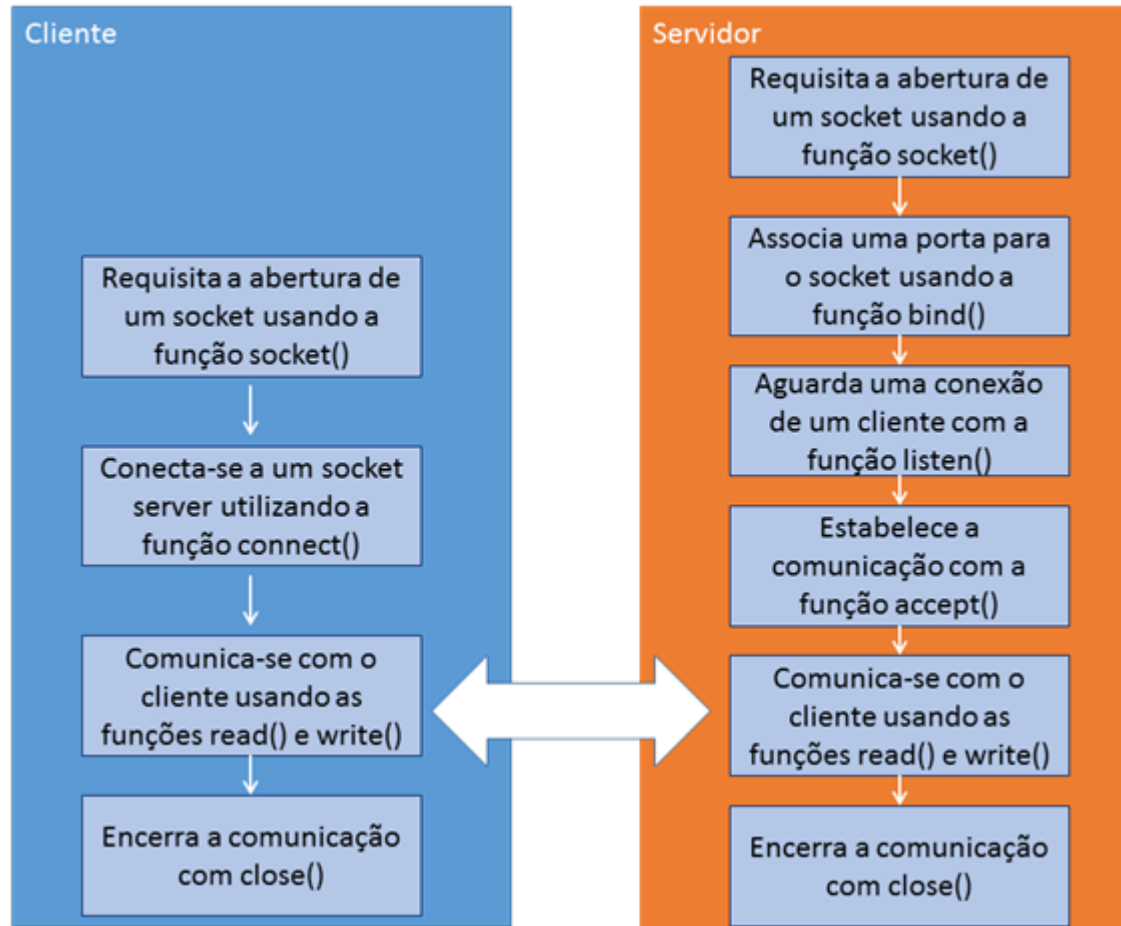 Cliente
Requisita a abertura de
um socket usando a
função socket()
Conecta-se a um socket
server utilizando a
função connect()
Comunica-se com o
cliente usando as
funções read() e write()
Encerra a comunicação
com close()
Servidor
Requisita a abertura de
um socket usando a
função socket()
Associa uma porta para
o socket usando a
função bind()
Aguarda uma conexão
de um cliente com a
função listen()
Estabelece a
comunicação com a
função accept()
Comunica-se com o
cliente usando as
funções read() e write()
Encerra a comunicação
com close()